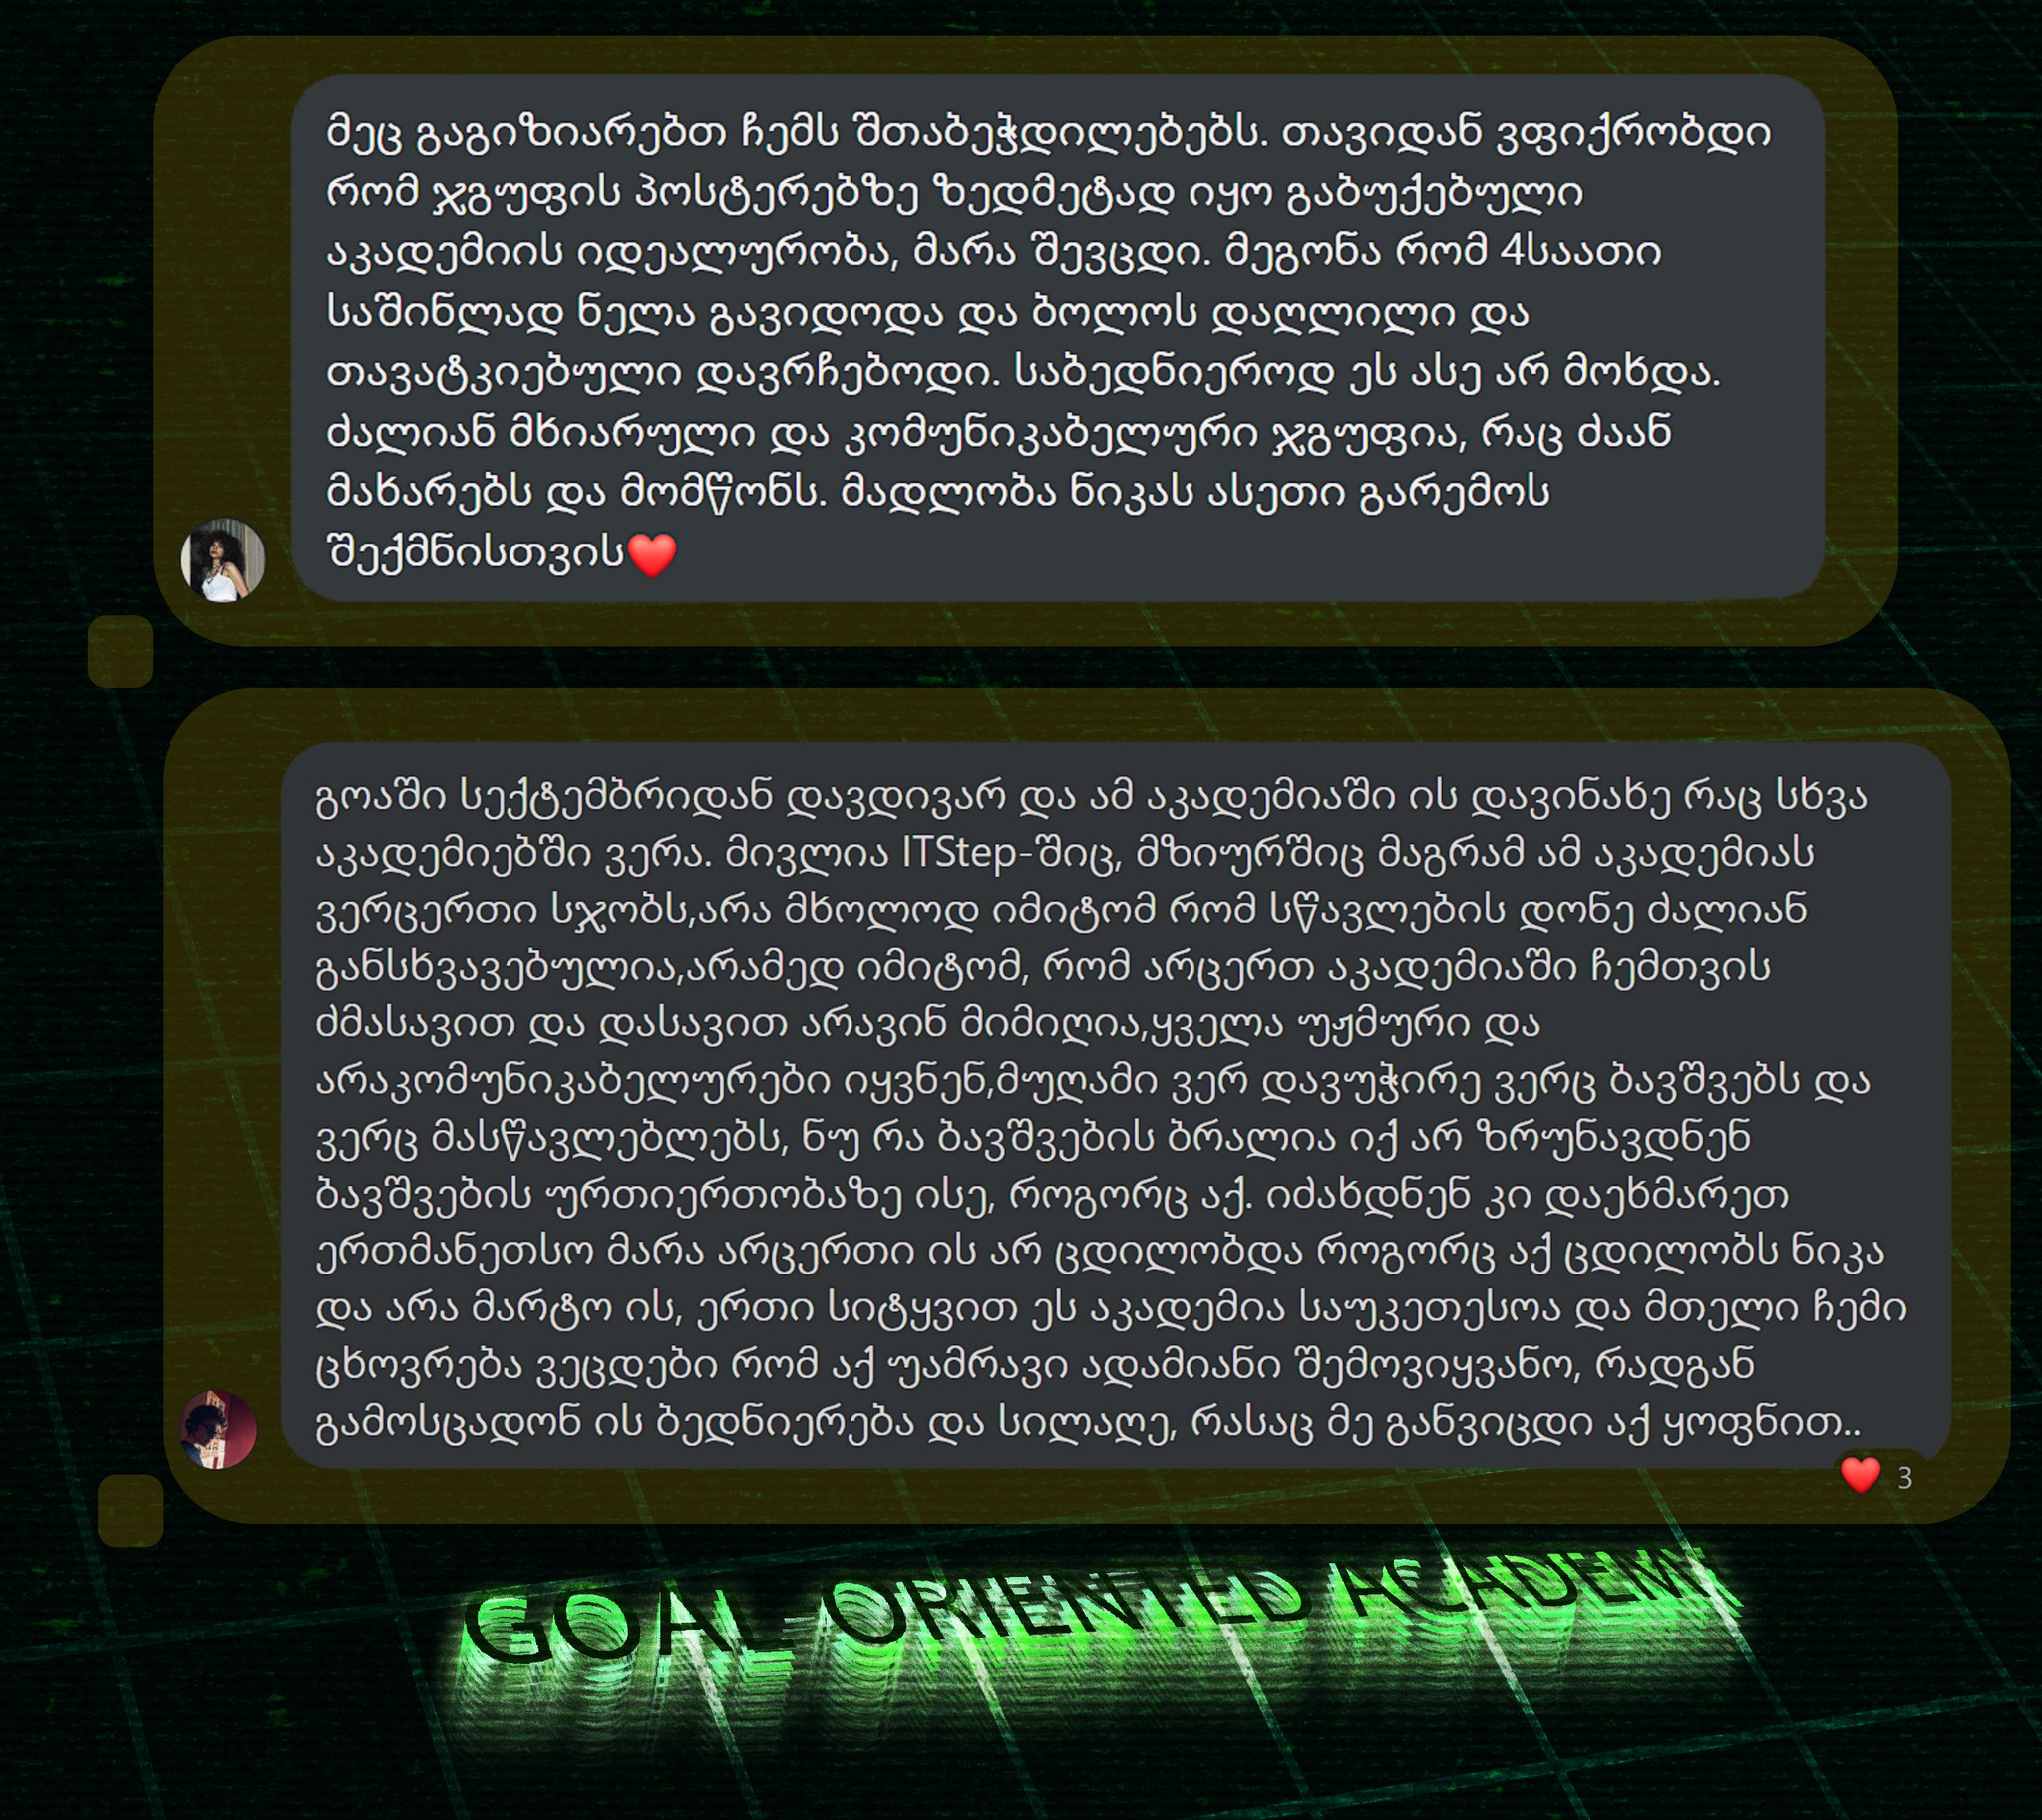 მეც გაგიზიარებთ ჩემს შთაბეჭდილებებს. თავიდან ვფიქრობდი
რომ ჯგუფის პოსტერებზე ზედმეტად იყო გაბუქებული
აკადემიის იდეალურობა, მარა შევცდი. მეგონა რომ 4საათი
საშინლად ნელა გავიდოდა და ბოლოს დაღლილი და
თავატკიებული დავრჩებოდი. საბედნიეროდ ეს ასე არ მოხდა.
ძალიან მხიარული და კომუნიკაბელური ჯგუფია, რაც ძაან
მახარებს და მომწონს. მადლობა ნიკას ასეთი გარემოს
შექმნისთვის❤️
გოაში სექტემბრიდან დავდივარ და ამ აკადემიაში ის დავინახე რაც სხვა
აკადემიებში ვერა. მივლია ITStep-შიც, მზიურშიც მაგრამ ამ აკადემიას
ვერცერთი სჯობს,არა მხოლოდ იმიტომ რომ სწავლების დონე ძალიან
განსხვავებულია,არამედ იმიტომ, რომ არცერთ აკადემიაში ჩემთვის
ძმასავით და დასავით არავინ მიმიღია,ყველა უჟმური და
არაკომუნიკაბელურები იყვნენ,მუღამი ვერ დავუჭირე ვერც ბავშვებს და
ვერც მასწავლებლებს, ნუ რა ბავშვების ბრალია იქ არ ზრუნავდნენ
ბავშვების ურთიერთობაზე ისე, როგორც აქ. იძახდნენ კი დაეხმარეთ
ერთმანეთსო მარა არცერთი ის არ ცდილობდა როგორც აქ ცდილობს ნიკა
და არა მარტო ის, ერთი სიტყვით ეს აკადემია საუკეთესოა და მთელი ჩემი
ცხოვრება ვეცდები რომ აქ უამრავი ადამიანი შემოვიყვანო, რადგან
გამოსცადონ ის ბედნიერება და სილაღე, რასაც მე განვიცდი აქ ყოფნით..
❤️ 3
GOAL ORIENTED ACADEMY